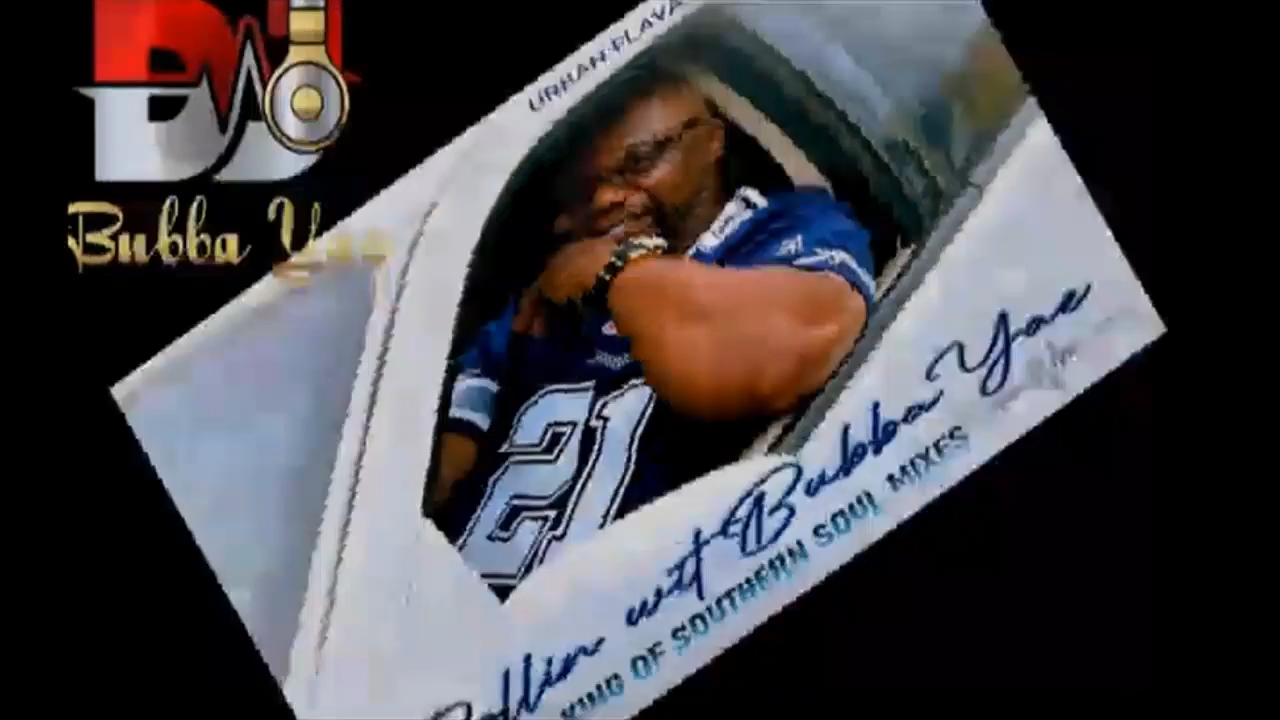 DJ
Bubba Yae
URBAN FLAVA
21
Rollin wit Bubba Yae
KING OF SOUTHERN SOUL MIXES